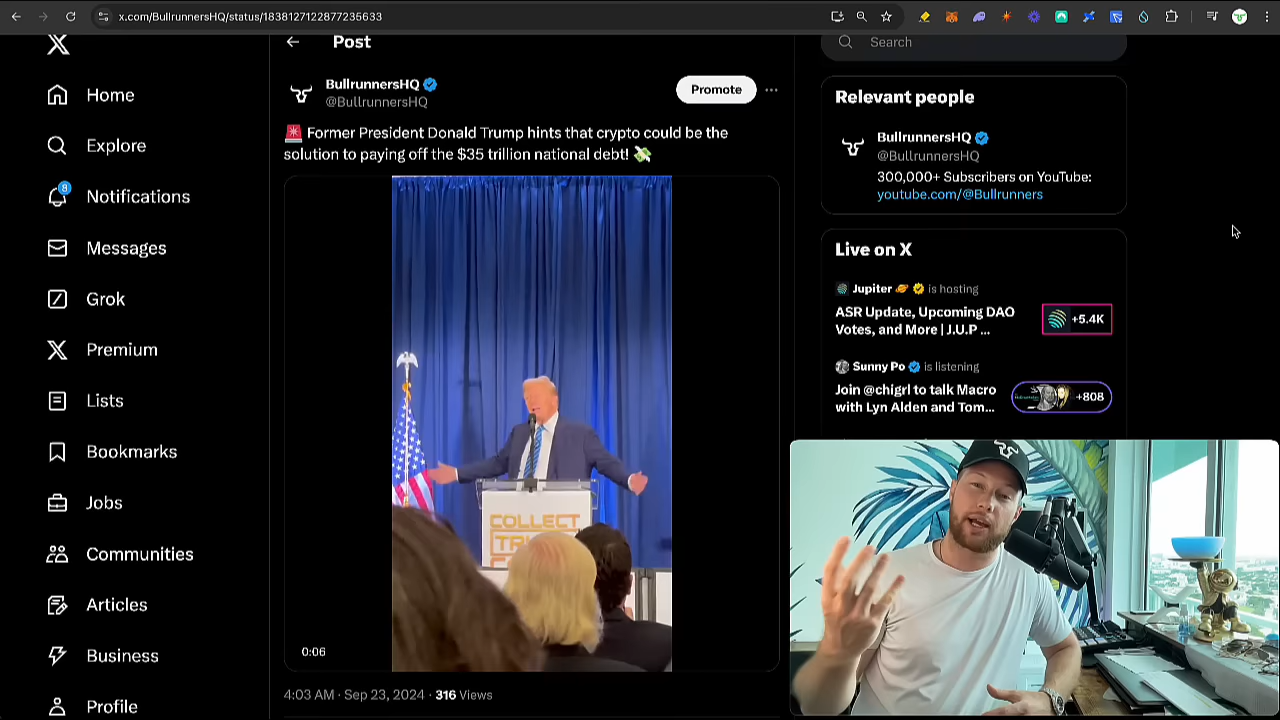 x.com/BullrunnersHQ/status/1838127122877235633
Home
Explore
8
Notifications
Messages
Grok
Premium
Lists
Bookmarks
Jobs
Communities
Articles
Business
Profile
Post
BullrunnersHQ
@BullrunnersHQ
Promote
🚨 Former President Donald Trump hints that crypto could be the
solution to paying off the $35 trillion national debt! 💸
COLLECT
0:06
4:03 AM · Sep 23, 2024 · 316 Views
Search
Relevant people
BullrunnersHQ
@BullrunnersHQ
300,000+ Subscribers on YouTube:
youtube.com/@Bullrunners
Live on X
Jupiter 🪐 is hosting
ASR Update, Upcoming DAO
Votes, and More | J.U.P ...
+5.4K
Sunny Po is listening
Join @chigrl to talk Macro
with Lyn Alden and Tom...
+808